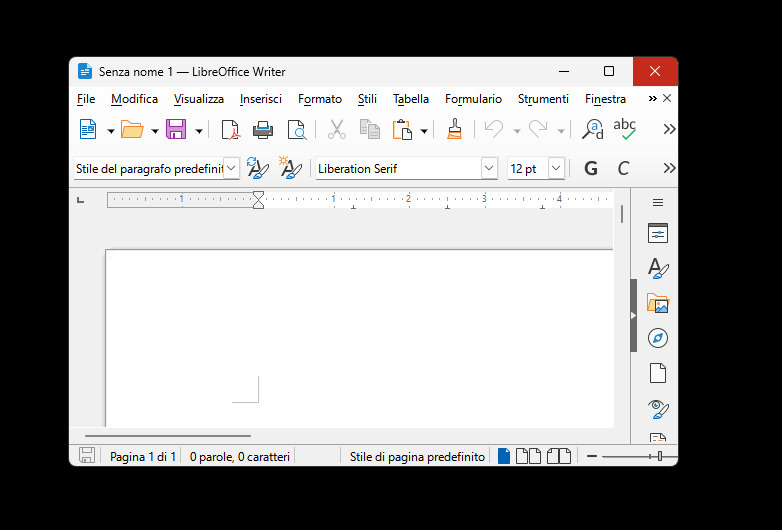 Senza nome 1 — LibreOffice Writer
File Modifica Visualizza Inserisci Formato Stili Tabella Formulario Strumenti Finestra
abc
Stile del paragrafo predefinit Liberation Serif 12 pt G C
1 1 2 3 4
Pagina 1 di 1 0 parole, 0 caratteri Stile di pagina predefinito